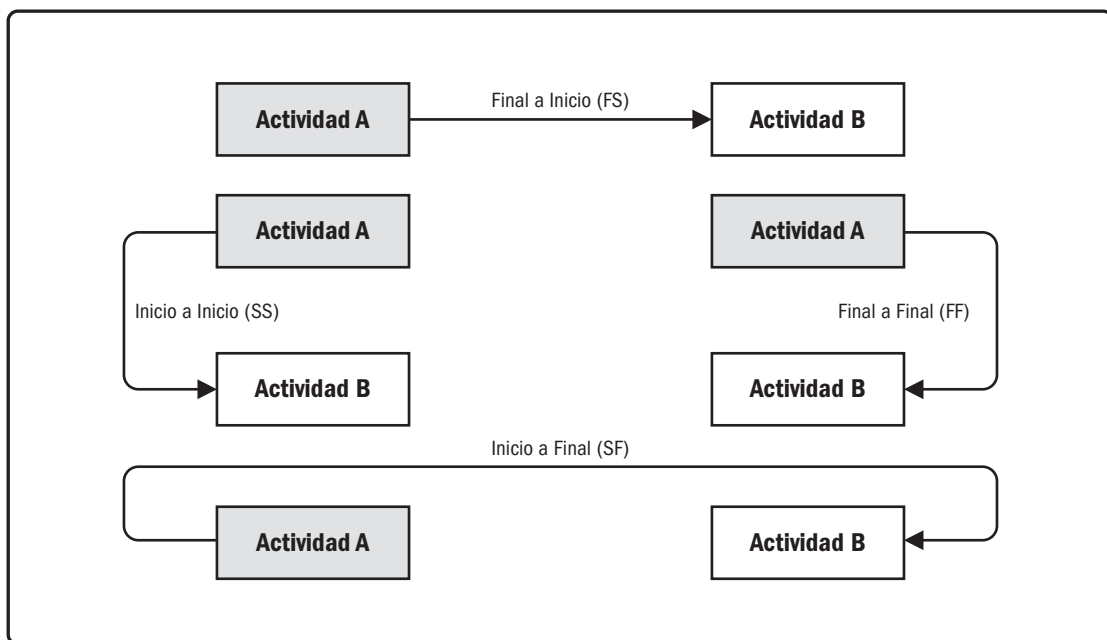 Final a Inicio (FS)
Actividad A
Actividad B
Actividad A
Actividad A
Inicio a Inicio (SS)
Final a Final (FF)
Actividad B
Actividad B
Inicio a Final (SF)
Actividad A
Actividad B